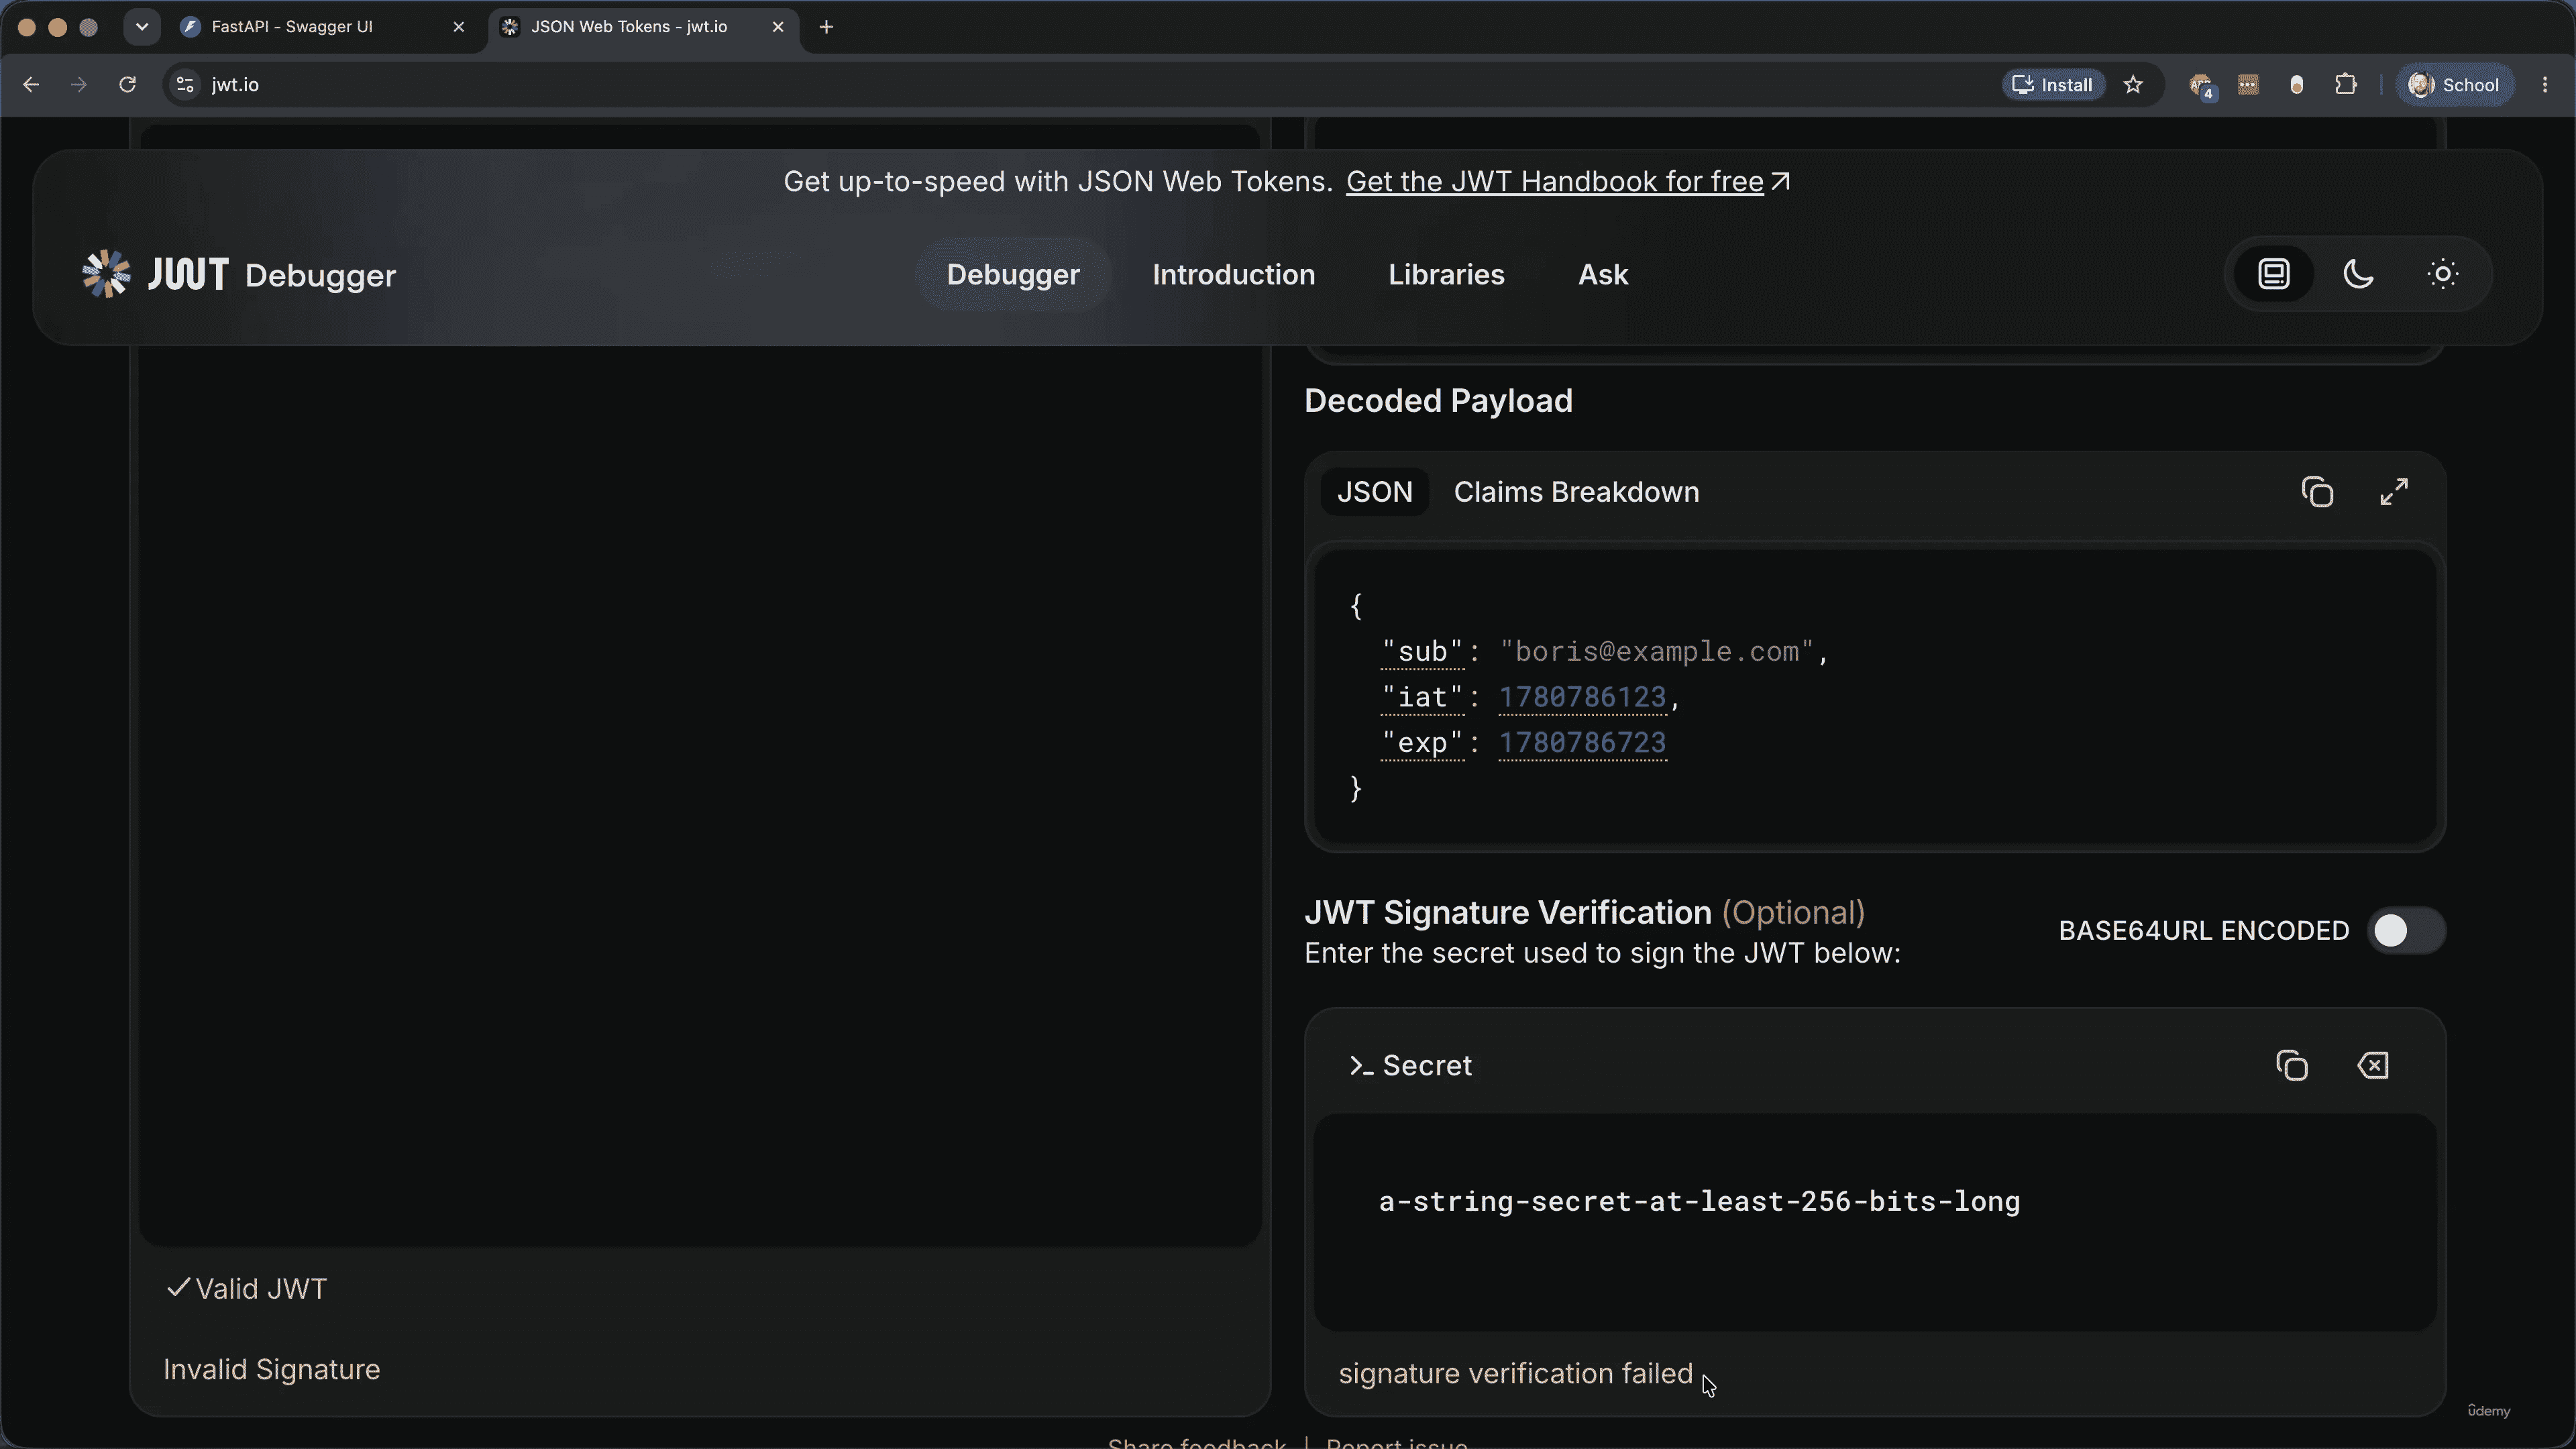 FastAPI - Swagger UI
JSON Web Tokens - jwt.io
jwt.io
Install
4
School
Get up-to-speed with JSON Web Tokens. Get the JWT Handbook for free
JWT Debugger
Debugger
Introduction
Libraries
Ask
Decoded Payload
JSON
Claims Breakdown
{
"sub": "boris@example.com",
"iat": 1780786123,
"exp": 1780786723
}
JWT Signature Verification (Optional)
Enter the secret used to sign the JWT below:
BASE64URL ENCODED
>_ Secret
a-string-secret-at-least-256-bits-long
Valid JWT
Invalid Signature
signature verification failed
ûdemy
Share feedback | Report issue